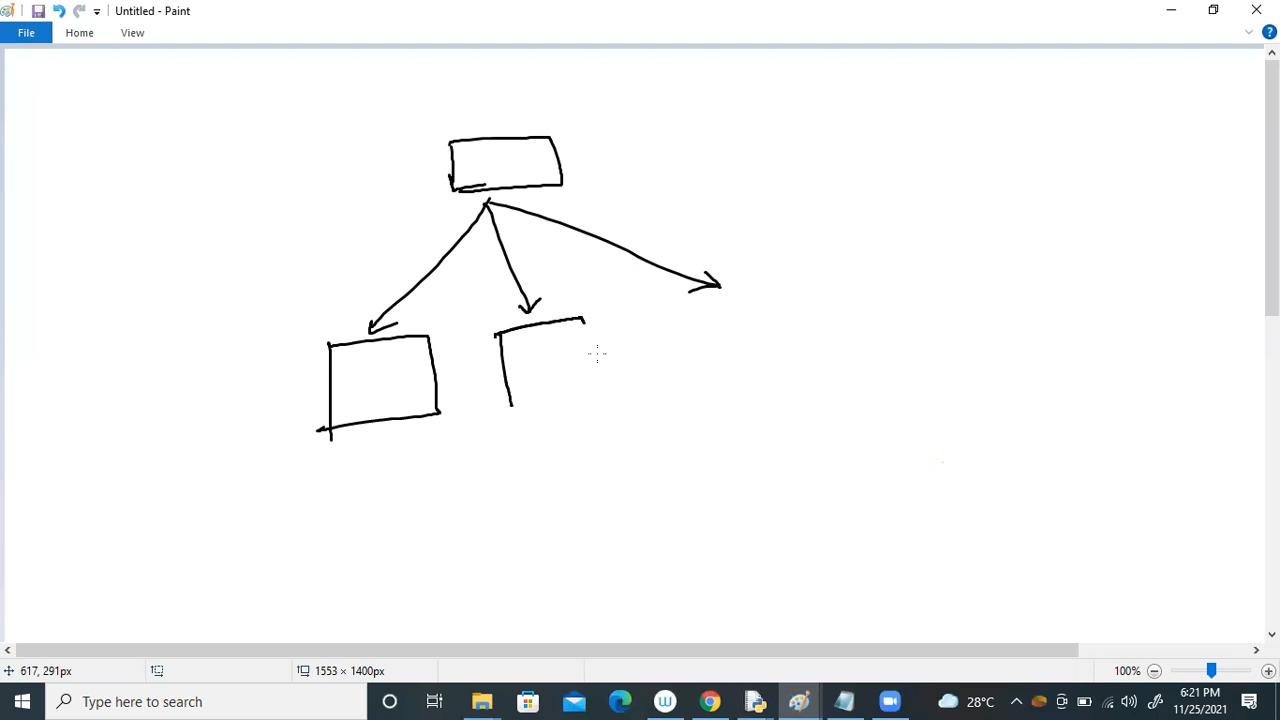 Untitled - Paint
File Home View
617, 291px
1553 × 1400px
100%
Type here to search
28°C
6:21 PM
11/25/2021